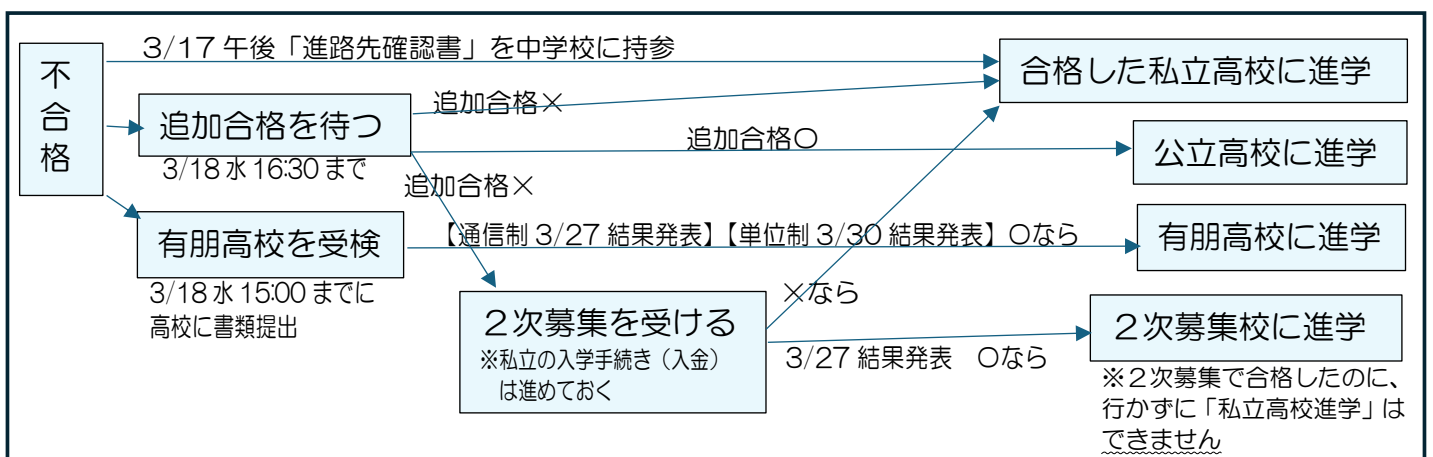 不合格
3/17 午後「進路先確認書」を中学校に持参
合格した私立高校に進学
追加合格を待つ
3/18 水 16:30 まで
追加合格×
追加合格〇
公立高校に進学
追加合格×
有朋高校を受検
3/18 水 15:00 までに
高校に書類提出
【通信制 3/27 結果発表】【単位制 3/30 結果発表】〇なら
有朋高校に進学
２次募集を受ける
※私立の入学手続き（入金）
は進めておく
×なら
3/27 結果発表　〇なら
２次募集校に進学
※２次募集で合格したのに、
行かずに「私立高校進学」は
できません